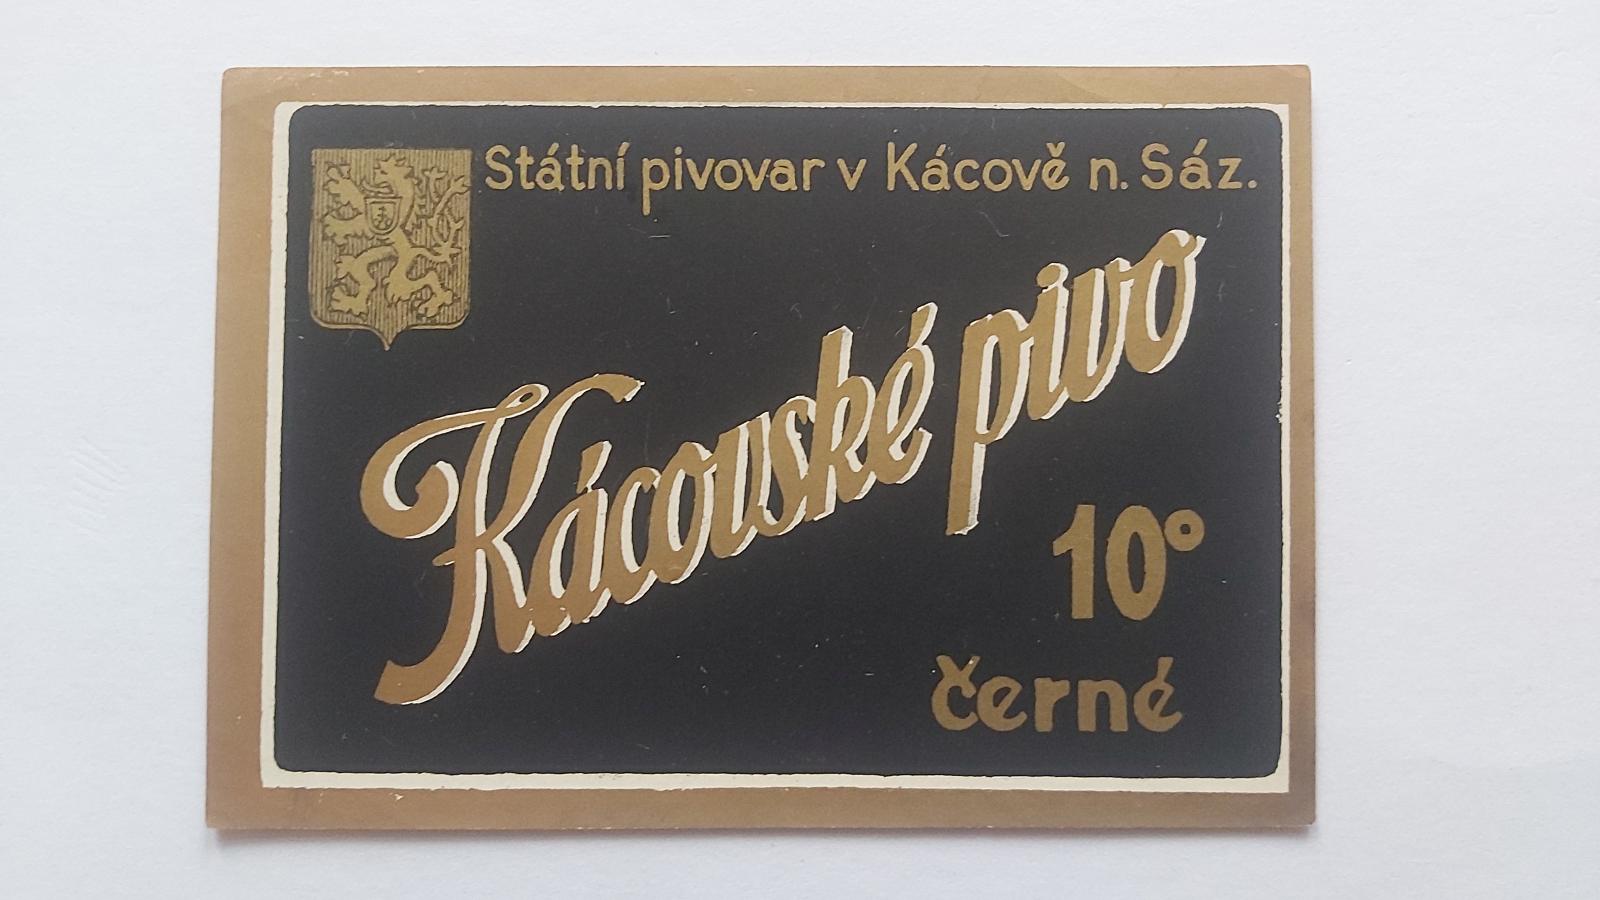 Státní pivovar v Kácově n. Sáz.
Kácovské pivo
10°
černé